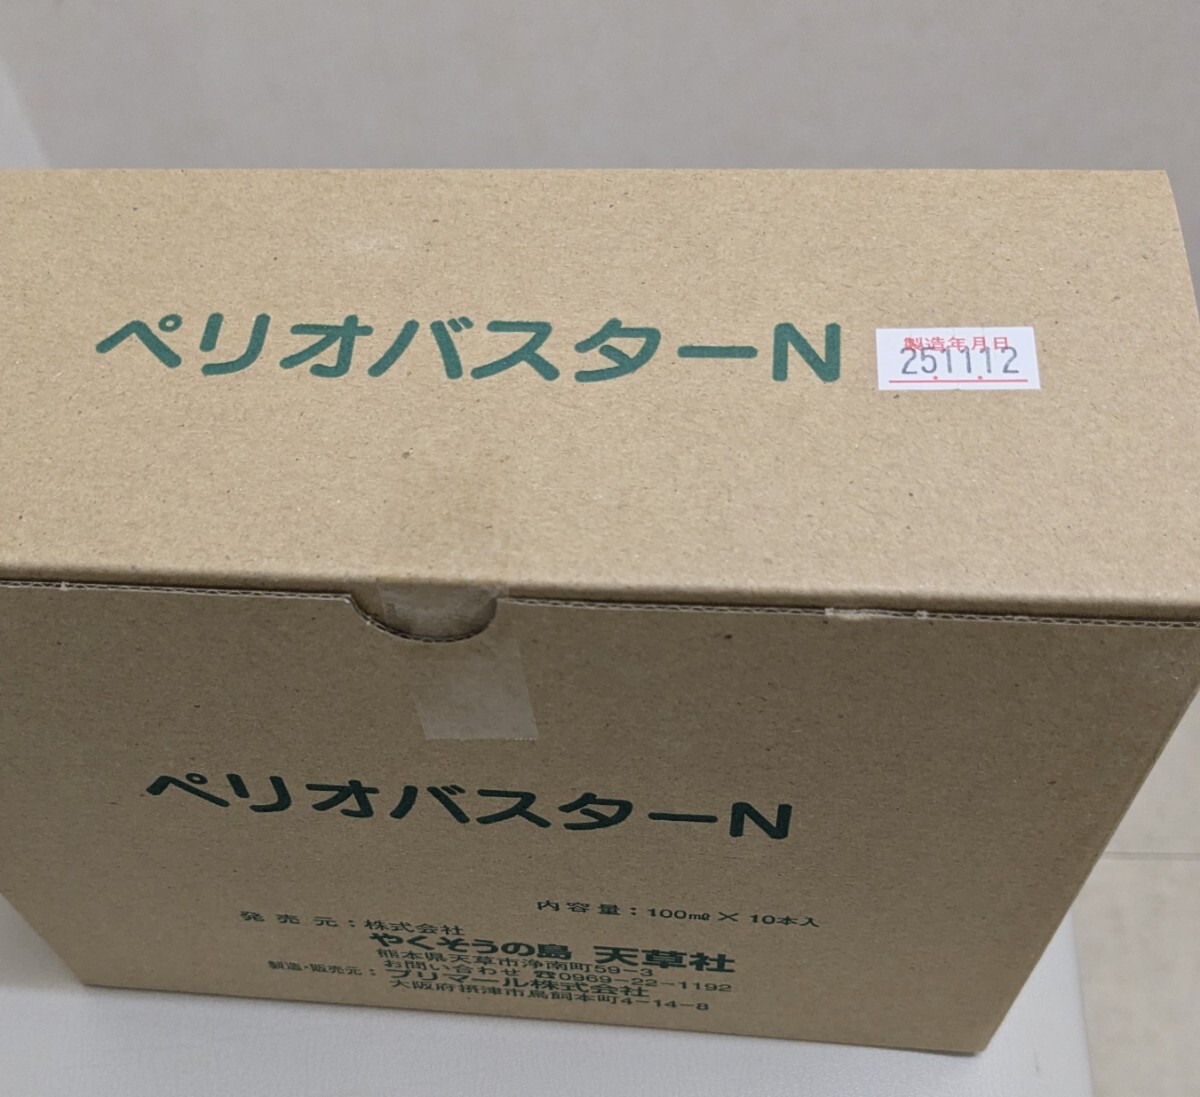 ペリオバスターN
製造年月日
25.11.12
ペリオバスターN
内容量：100㎖×10本入
発売元：株式会社
やくそうの島 天草社
熊本県天草市浄南町59-3
お問い合わせ ☎0969-22-1192
製造・販売元：プリマール株式会社
大阪府摂津市鳥飼本町4-14-8